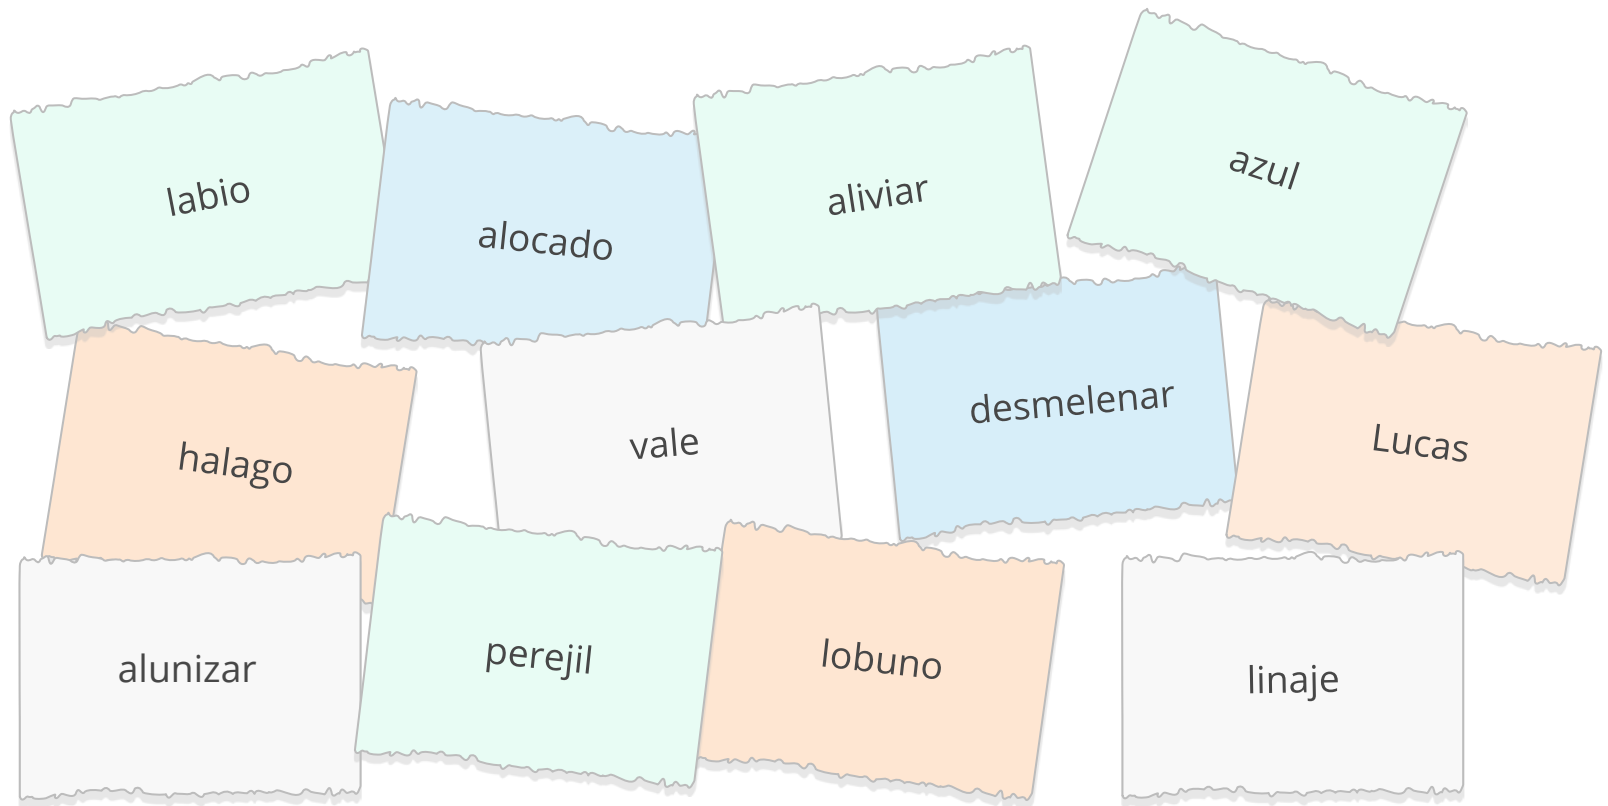 labio
alocado
aliviar
azul
halago
vale
desmelenar
Lucas
alunizar
perejil
lobuno
linaje